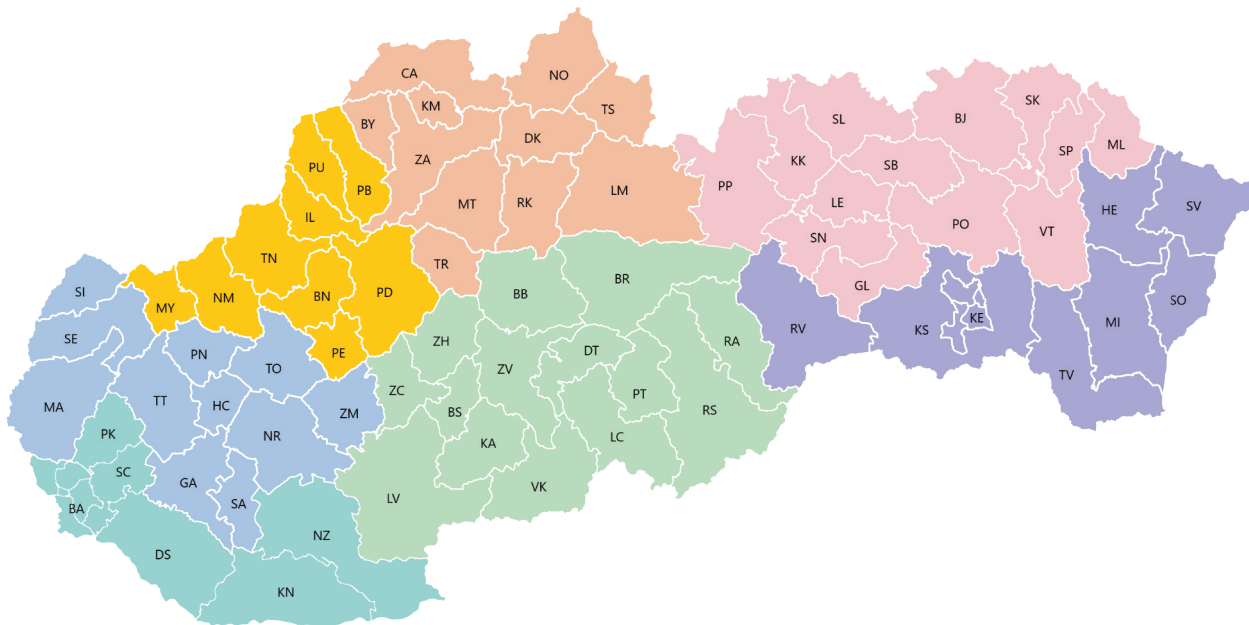 CA
NO
KM
TS
BY
DK
ZA
PU
PB
MT
RK
LM
IL
TN
TR
SL
BJ
SK
ML
KK
SB
SP
PP
LE
PO
VT
HE
SV
SN
GL
SI
MY
NM
BN
PD
BB
BR
SO
KE
KS
RV
MI
SE
PN
PE
ZH
DT
RA
TO
ZV
TV
MA
TT
HC
ZM
ZC
PT
BS
RS
PK
NR
KA
LC
SC
GA
SA
LV
VK
BA
NZ
DS
KN